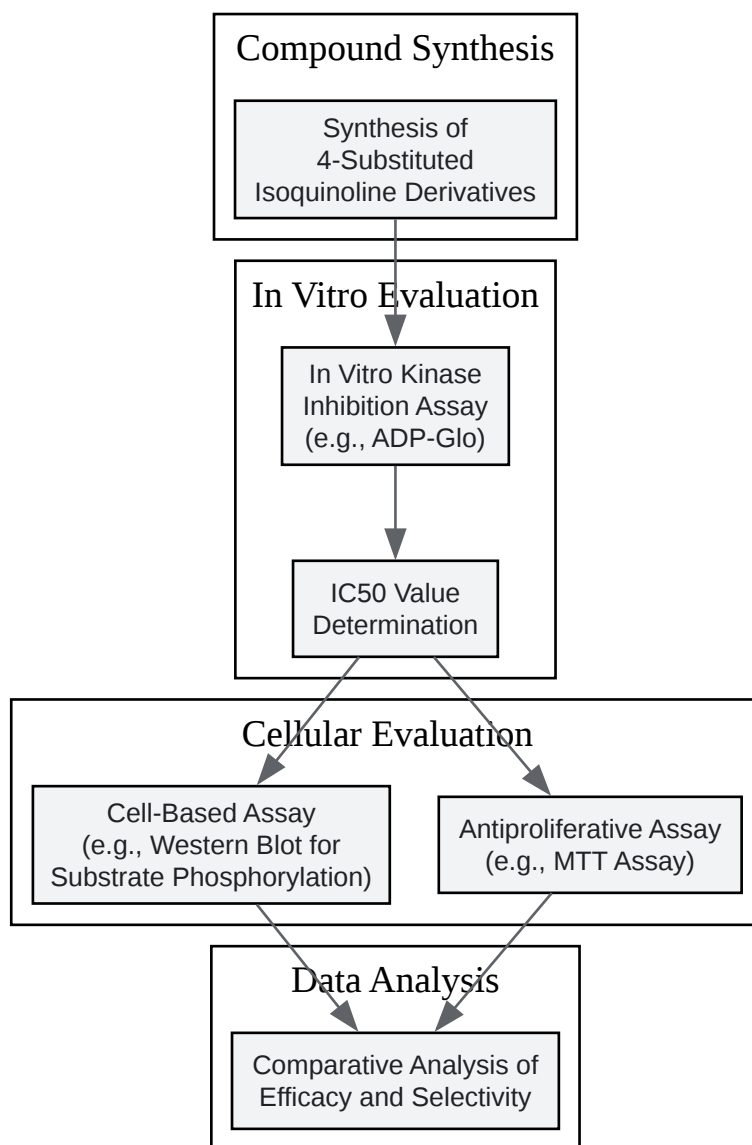 Compound Synthesis
Synthesis of
4-Substituted
Isoquinoline Derivatives
In Vitro Evaluation
In Vitro Kinase
Inhibition Assay
(e.g., ADP-Glo)
IC50 Value
Determination
Cellular Evaluation
Cell-Based Assay
(e.g., Western Blot for
Substrate Phosphorylation)
Antiproliferative Assay
(e.g., MTT Assay)
Data Analysis
Comparative Analysis of
Efficacy and Selectivity